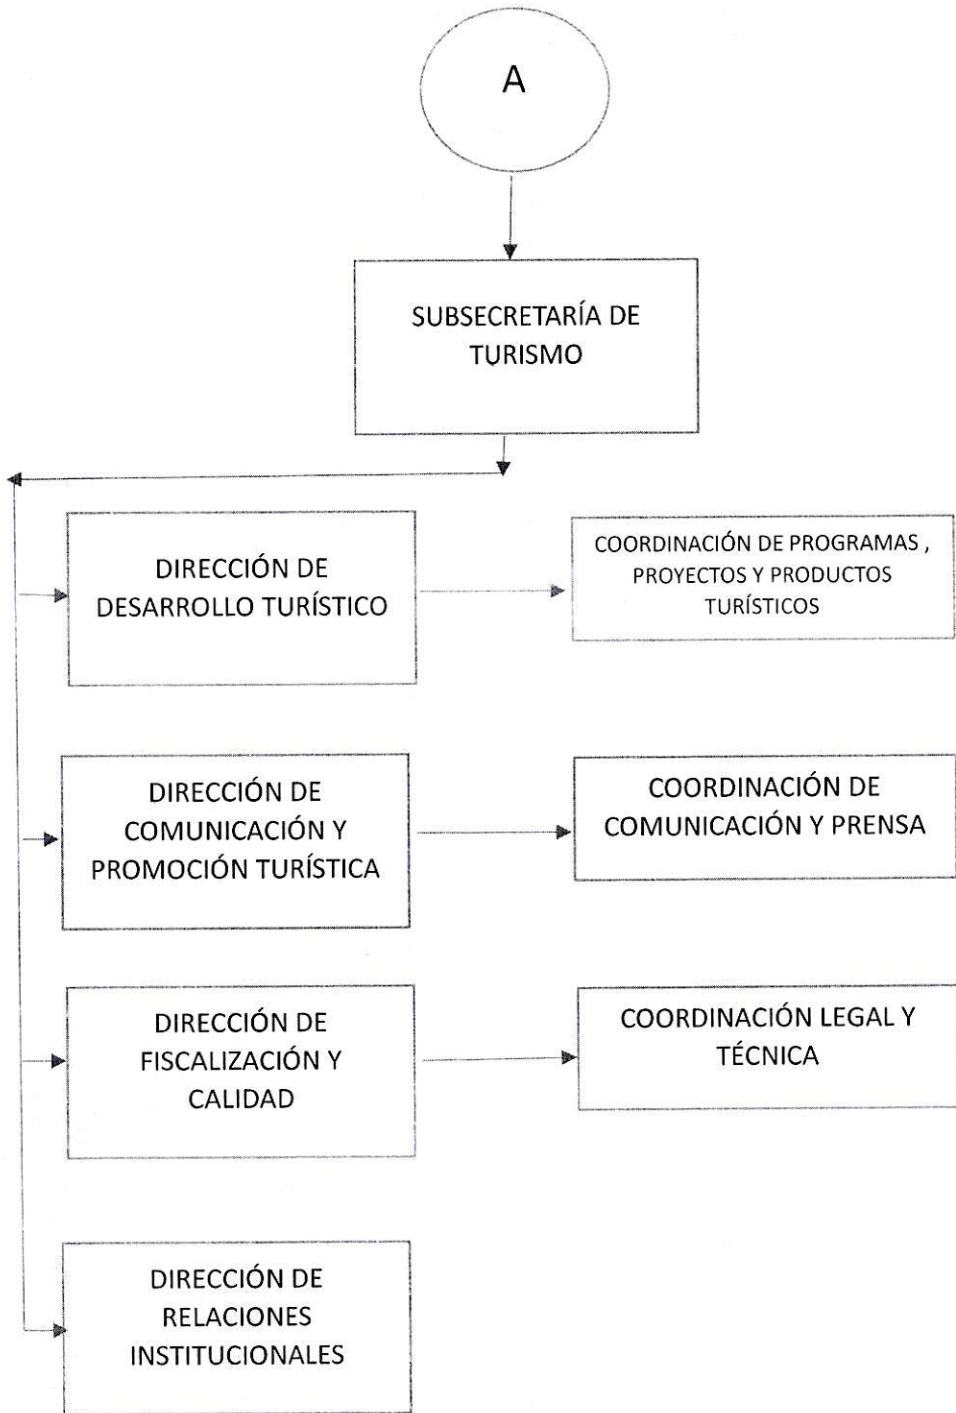 A
SUBSECRETARÍA DE
TURISMO
DIRECCIÓN DE
DESARROLLO TURÍSTICO
COORDINACIÓN DE PROGRAMAS ,
PROYECTOS Y PRODUCTOS
TURÍSTICOS
DIRECCIÓN DE
COMUNICACIÓN Y
PROMOCIÓN TURÍSTICA
COORDINACIÓN DE
COMUNICACIÓN Y PRENSA
DIRECCIÓN DE
FISCALIZACIÓN Y
CALIDAD
COORDINACIÓN LEGAL Y
TÉCNICA
DIRECCIÓN DE
RELACIONES
INSTITUCIONALES